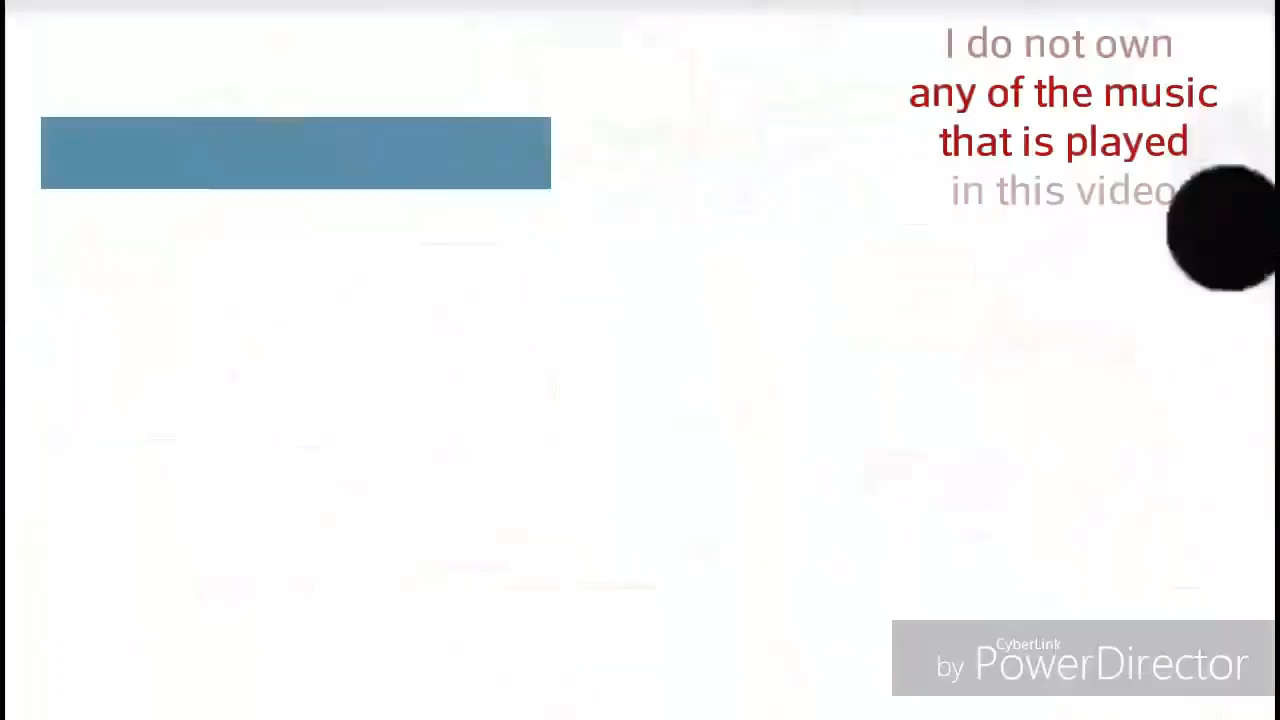 I do not own
any of the music
that is played
in this video
CyberLink
by PowerDirector